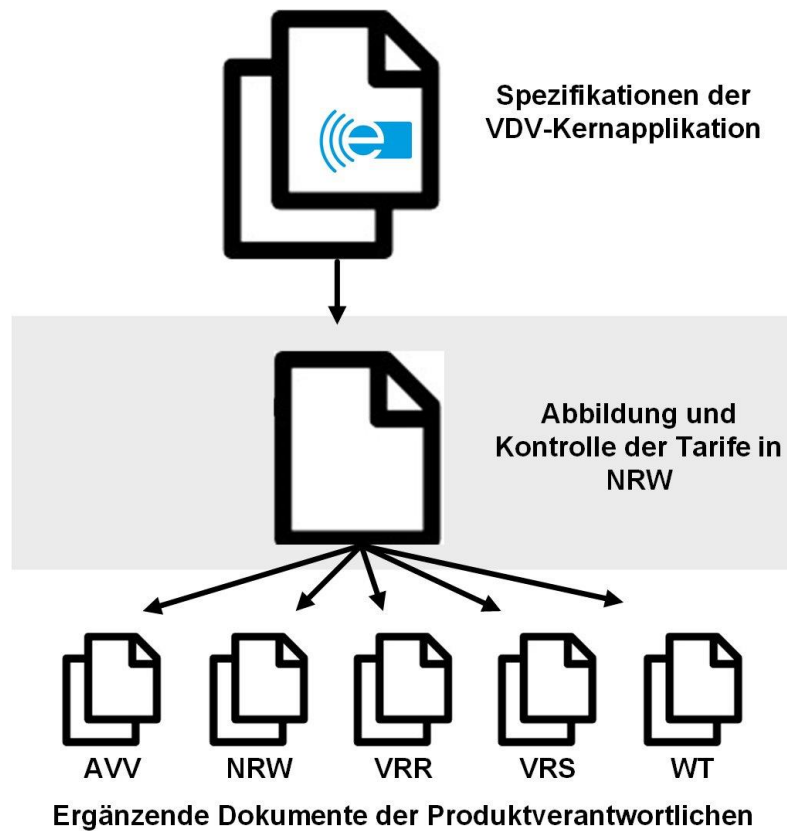 Spezifikationen der
VDV-Kernapplikation
Abbildung und
Kontrolle der Tarife in
NRW
AVV
NRW
VRR
VRS
WT
Ergänzende Dokumente der Produktverantwortlichen